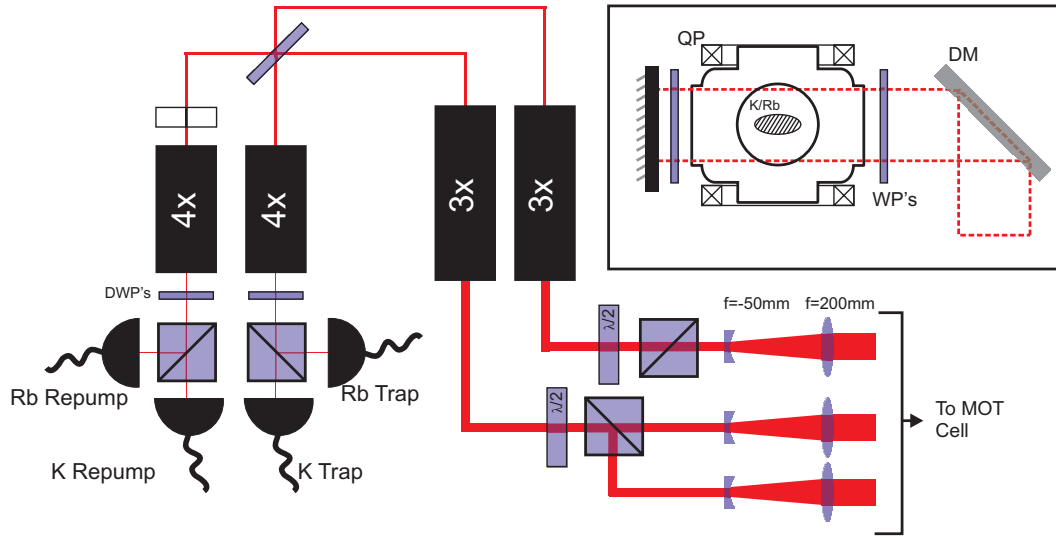 QP
DM
K/Rb
WP's
4x
4x
3x
3x
DWP's
Rb Repump
Rb Trap
K Repump
K Trap
λ/2
λ/2
f=-50mm
f=200mm
To MOT
Cell